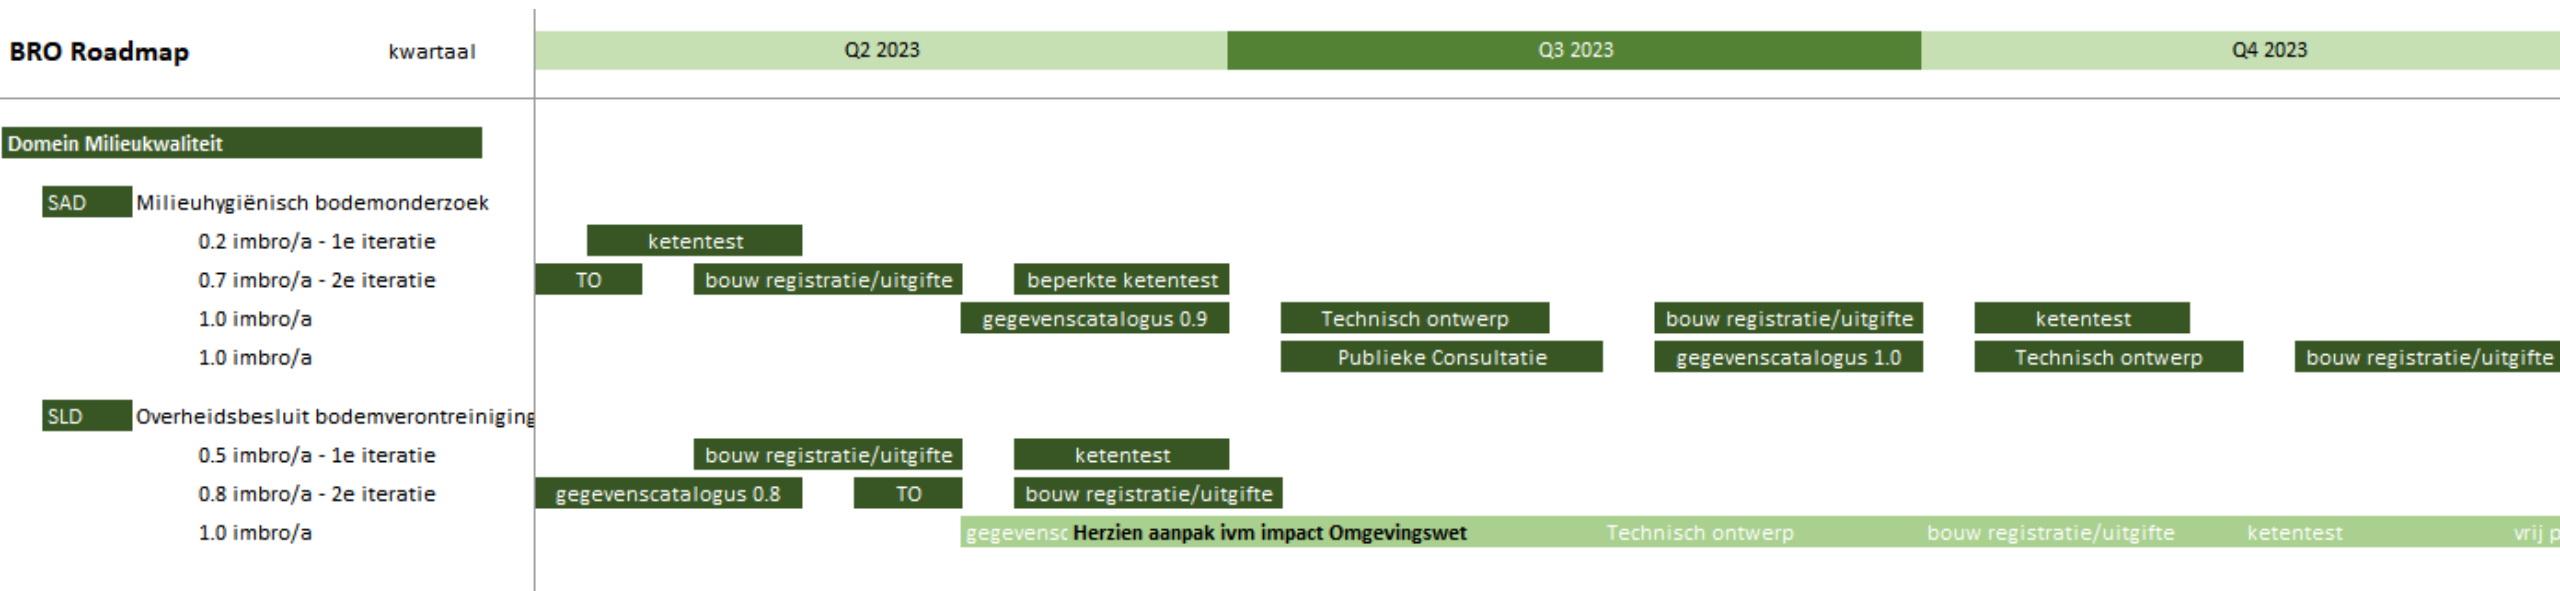 BRO Roadmap kwartaal Q2 2023 Q3 2023 Q4 2023
Domein Milieukwaliteit
SAD Milieuhygiënisch bodemonderzoek
0.2 imbro/a - 1e iteratie ketentest
0.7 imbro/a - 2e iteratie TO bouw registratie/uitgifte beperkte ketentest
1.0 imbro/a gegevenscatalogus 0.9 Technisch ontwerp bouw registratie/uitgifte ketentest
1.0 imbro/a Publieke Consultatie gegevenscatalogus 1.0 Technisch ontwerp bouw registratie/uitgifte
SLD Overheidsbesluit bodemverontreiniging
0.5 imbro/a - 1e iteratie bouw registratie/uitgifte ketentest
0.8 imbro/a - 2e iteratie gegevenscatalogus 0.8 TO bouw registratie/uitgifte
1.0 imbro/a gegevensc Herzien aanpak ivm impact Omgevingswet Technisch ontwerp bouw registratie/uitgifte ketentest vrij p